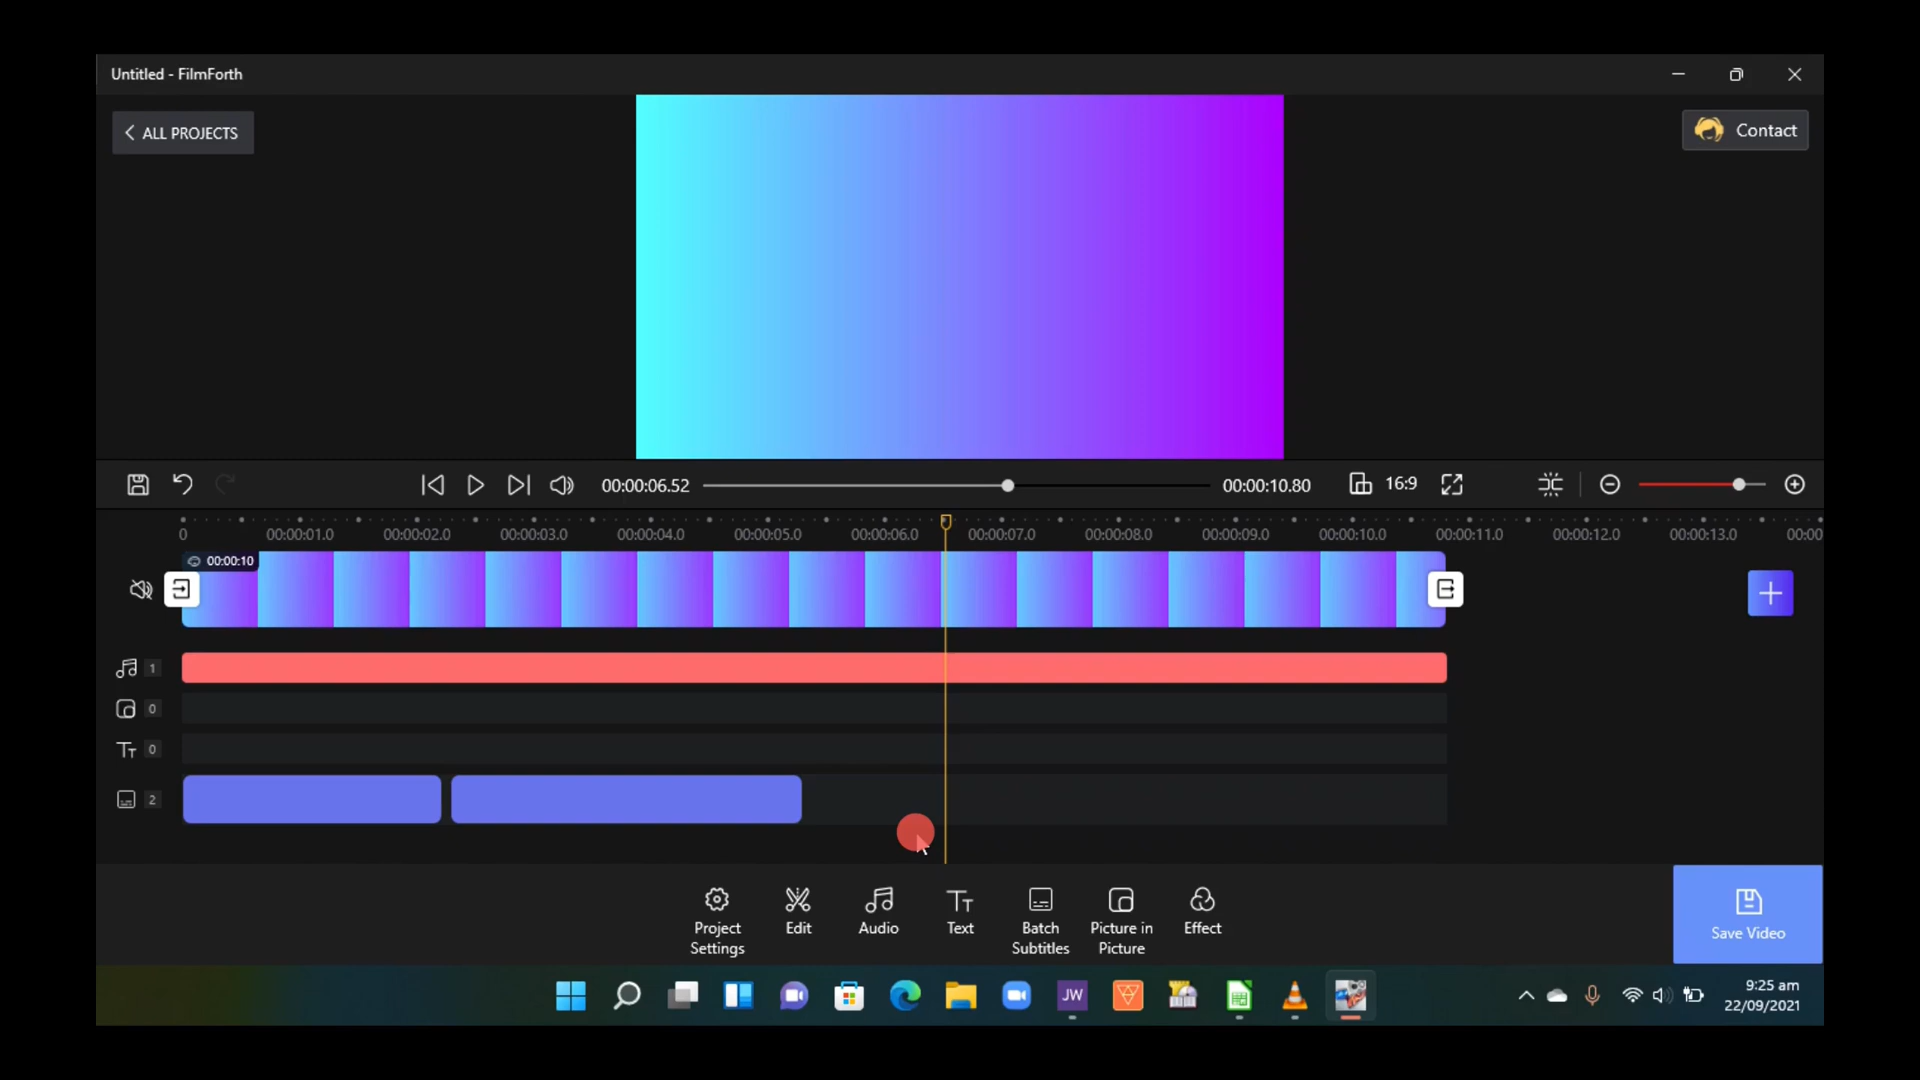 Untitled - FilmForth
ALL PROJECTS
Contact
00:00:06.52
00:00:10.80
16:9
0 00:00:01.0 00:00:02.0 00:00:03.0 00:00:04.0 00:00:05.0 00:00:06.0 00:00:07.0 00:00:08.0 00:00:09.0 00:00:10.0 00:00:11.0 00:00:12.0 00:00:13.0 00:00
00:00:10
1
0
TT 0
2
Project
Settings
Edit
Audio
TT
Text
Batch
Subtitles
Picture in
Picture
Effect
Save Video
JW
9:25 am
22/09/2021